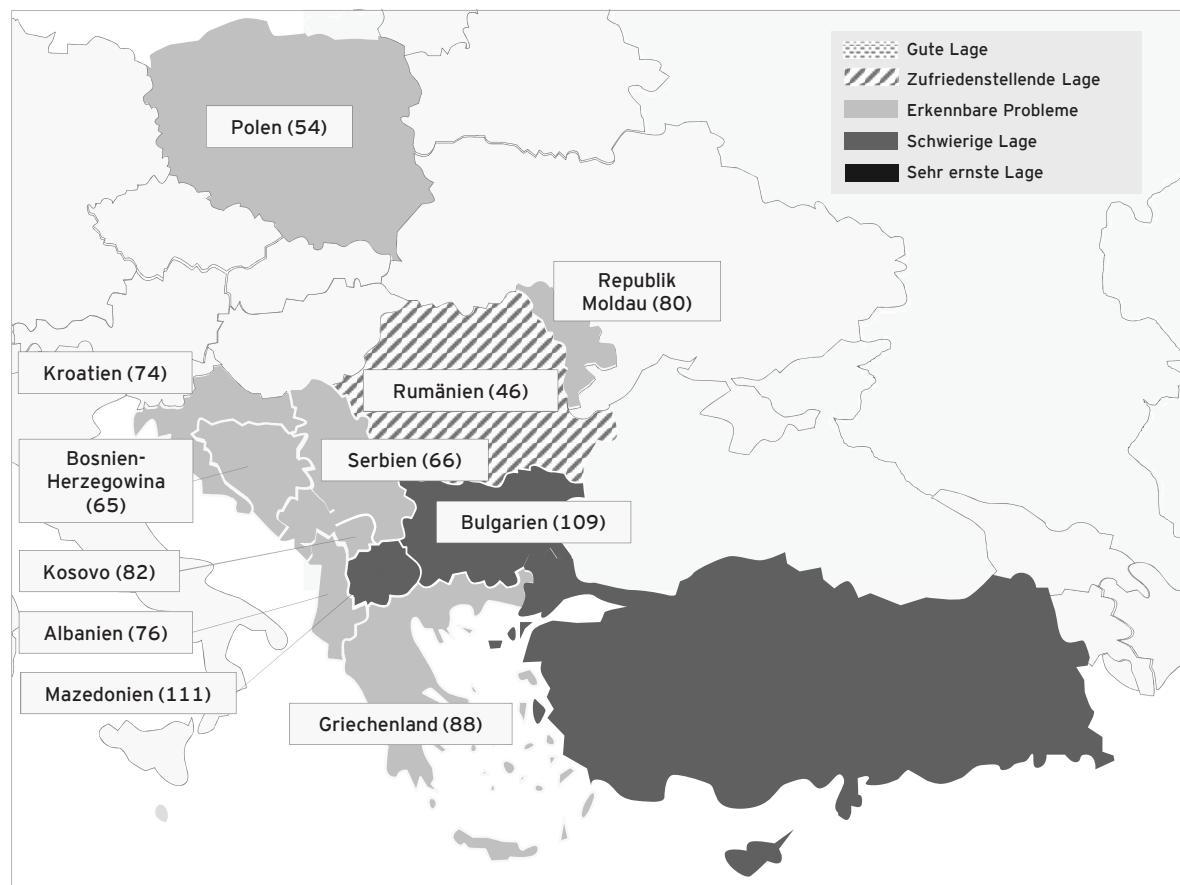 Gute Lage
Zufriedenstellende Lage
Erkennbare Probleme
Schwierige Lage
Sehr ernste Lage
Polen (54)
Republik
Moldau (80)
Kroatien (74)
Rumänien (46)
Bosnien-
Herzegowina
(65)
Serbien (66)
Bulgarien (109)
Kosovo (82)
Albanien (76)
Mazedonien (111)
Griechenland (88)